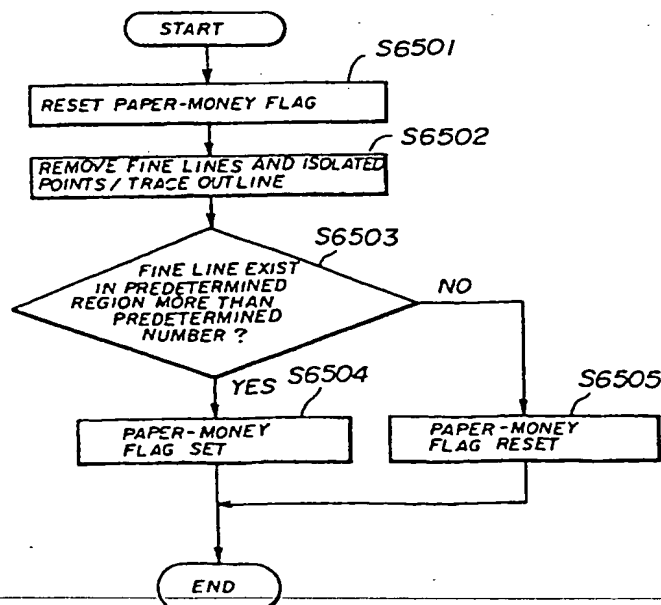 START
S6501
RESET PAPER-MONEY FLAG
S6502
REMOVE FINE LINES AND ISOLATED
POINTS / TRACE OUTLINE
S6503
FINE LINE EXIST
IN PREDETERMINED
REGION MORE THAN
PREDETERMINED
NUMBER ?
NO
YES
S6504
S6505
PAPER-MONEY
FLAG SET
PAPER-MONEY
FLAG RESET
END